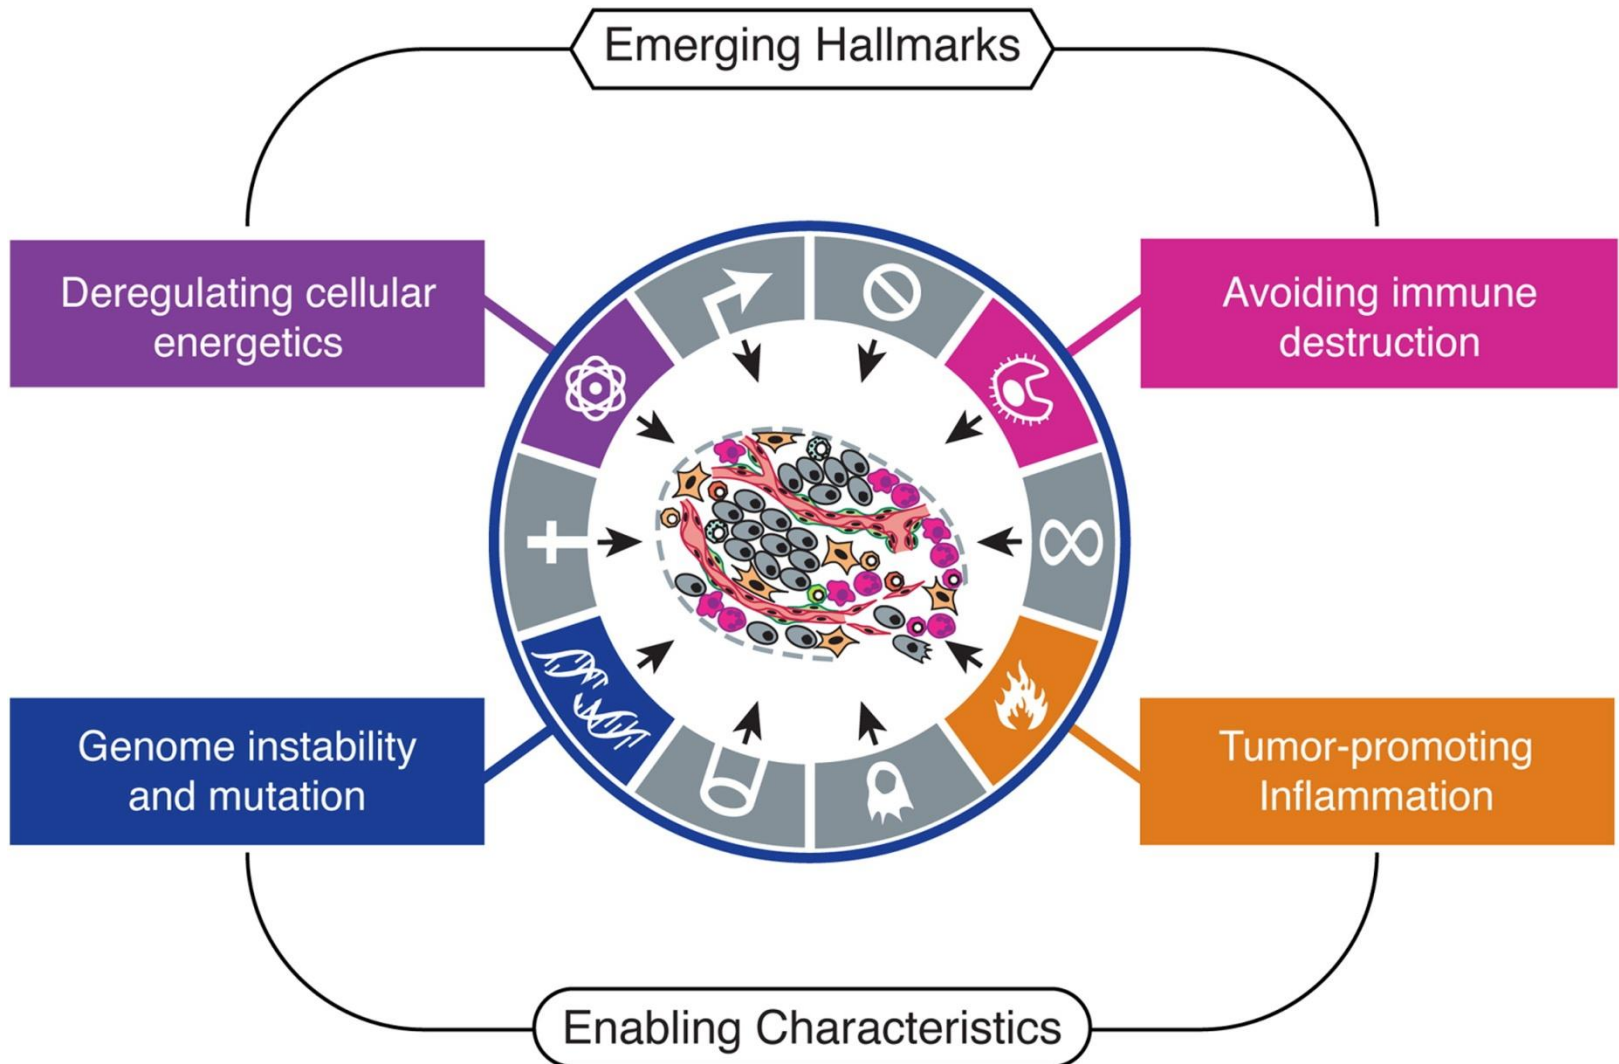 Emerging Hallmarks
Deregulating cellular
energetics
Avoiding immune
destruction
Genome instability
and mutation
Tumor-promoting
Inflammation
Enabling Characteristics